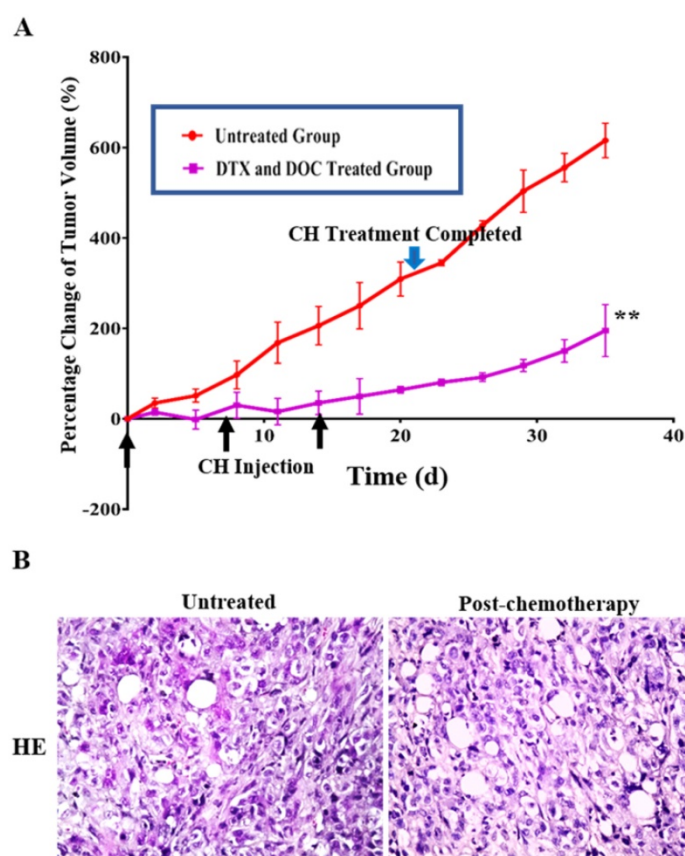 A
Percentage Change of Tumor Volume (%)
800
600
400
200
0
-200
Untreated Group
DTX and DOC Treated Group
CH Treatment Completed
**
10
20
30
40
CH Injection
Time (d)
B
Untreated
Post-chemotherapy
HE